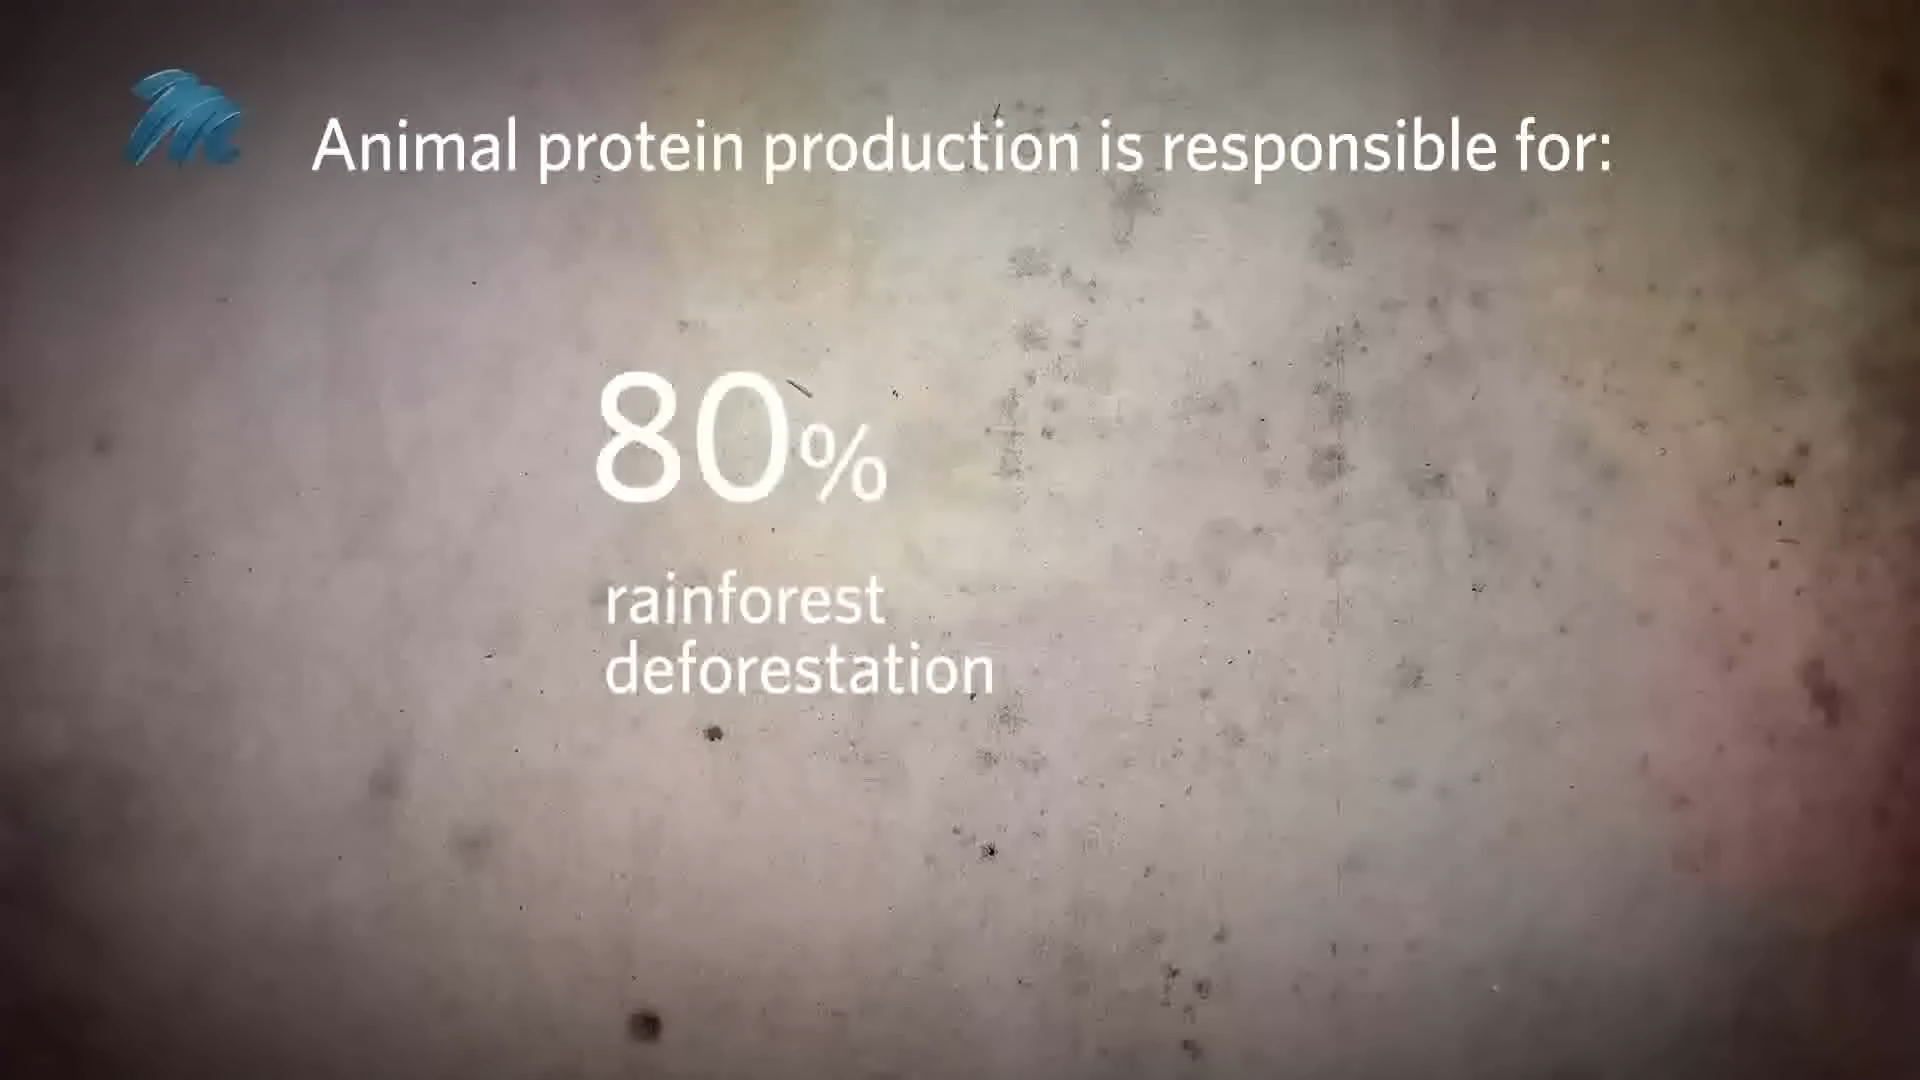 Animal protein production is responsible for:
80%
rainforest
deforestation